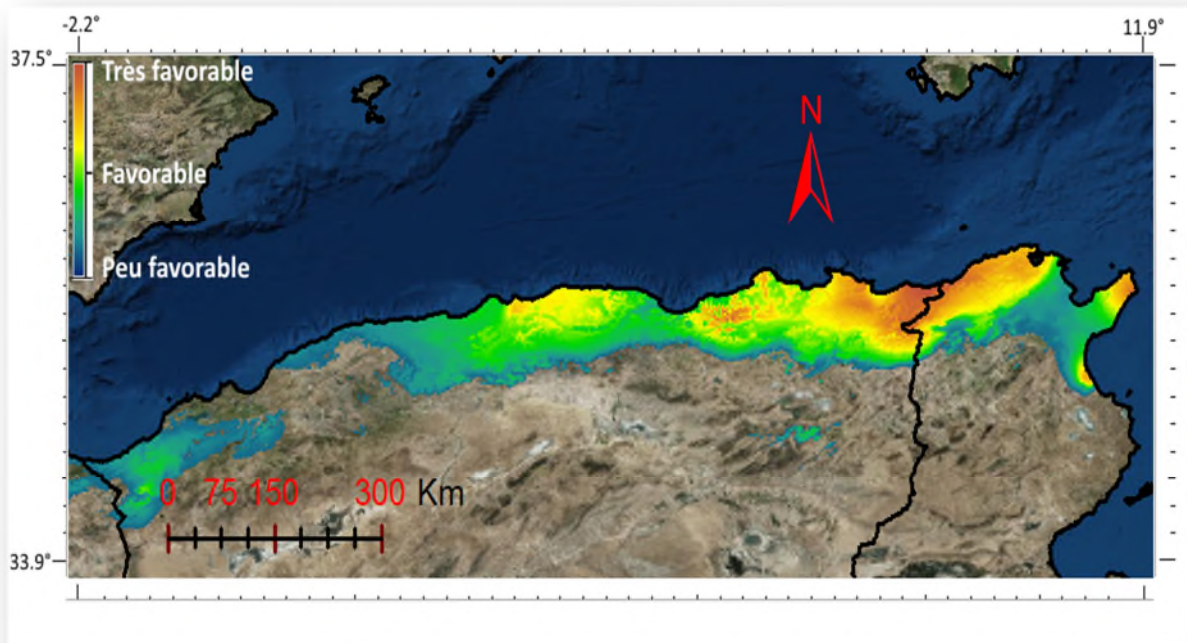 -2.2°
11.9°
37.5°
Très favorable
N
Favorable
Peu favorable
0 75 150 300 Km
33.9°